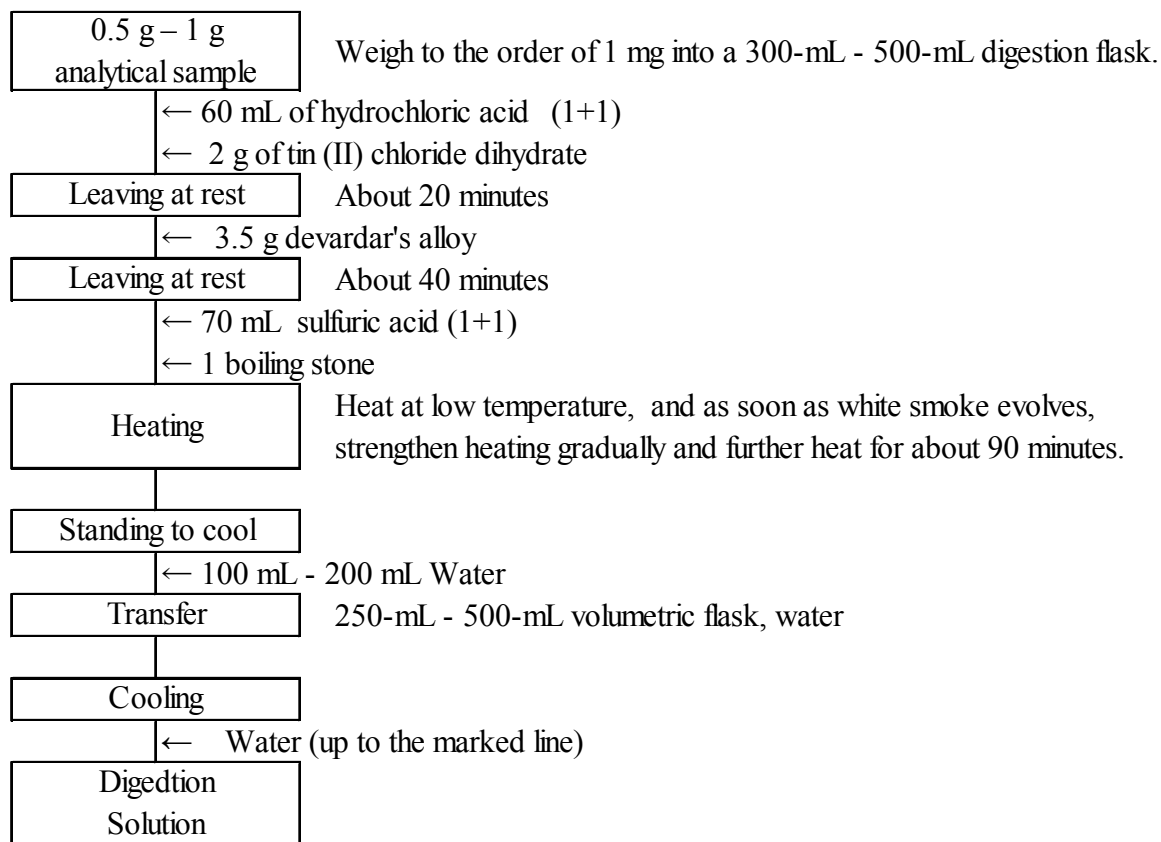 0.5 g – 1 g
analytical sample
Weigh to the order of 1 mg into a 300-mL - 500-mL digestion flask.
← 60 mL of hydrochloric acid (1+1)
← 2 g of tin (II) chloride dihydrate
Leaving at rest
About 20 minutes
← 3.5 g devardar's alloy
Leaving at rest
About 40 minutes
← 70 mL sulfuric acid (1+1)
← 1 boiling stone
Heating
Heat at low temperature, and as soon as white smoke evolves,
strengthen heating gradually and further heat for about 90 minutes.
Standing to cool
← 100 mL - 200 mL Water
Transfer
250-mL - 500-mL volumetric flask, water
Cooling
← Water (up to the marked line)
Digedtion
Solution